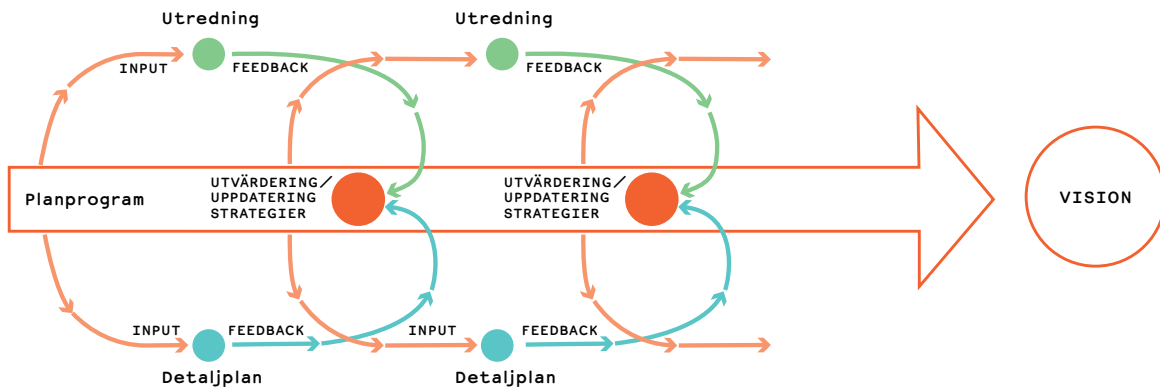 Utredning
Utredning
INPUT
FEEDBACK
FEEDBACK
Planprogram
UTVÄRDERING/
UPPDATERING
STRATEGIER
UTVÄRDERING/
UPPDATERING
STRATEGIER
VISION
INPUT
FEEDBACK
INPUT
FEEDBACK
Detaljplan
Detaljplan